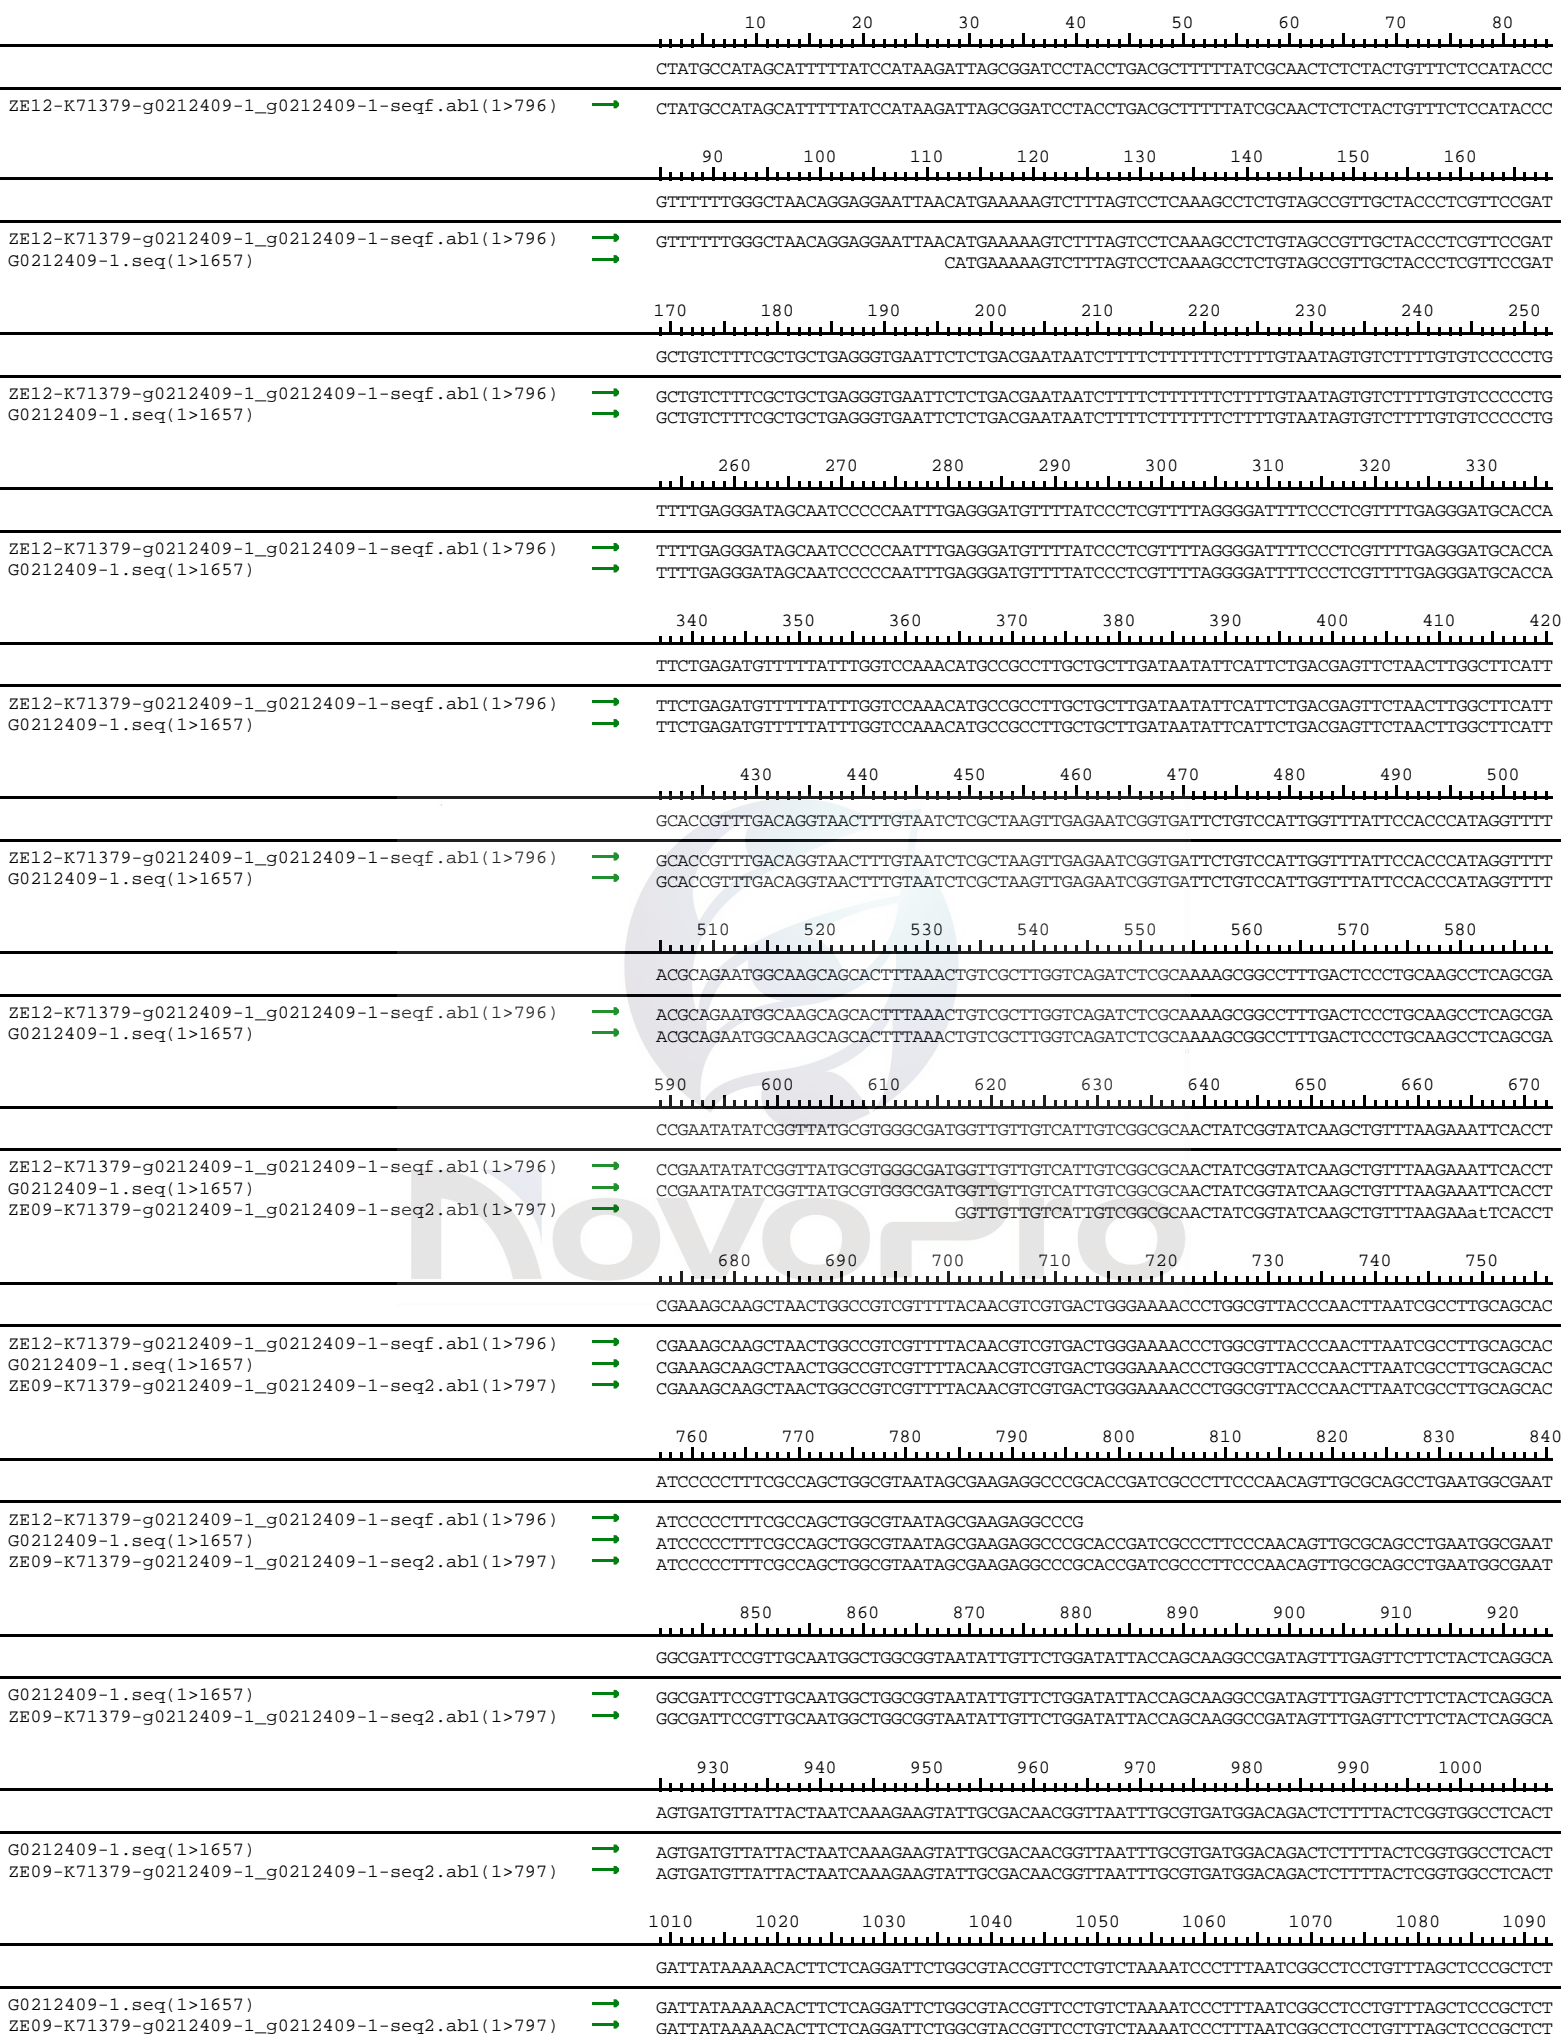 10 20 30 40 50 60 70 80
CTATGCCATAGCATTTTTATCCATAAGATTAGCGGATCCTACCTGACGCTTTTTATCGCAACTCTCTACTGTTTCTCCATACCC
ZE12-K71379-g0212409-1_g0212409-1-seqf.ab1(1>796) CTATGCCATAGCATTTTTATCCATAAGATTAGCGGATCCTACCTGACGCTTTTTATCGCAACTCTCTACTGTTTCTCCATACCC
90 100 110 120 130 140 150 160
GTTTTTTGGGCTAACAGGAGGAATTAACATGAAAAAGTCTTTAGTCCTCAAAGCCTCTGTAGCCGTTGCTACCCTCGTTCCGAT
ZE12-K71379-g0212409-1_g0212409-1-seqf.ab1(1>796) GTTTTTTGGGCTAACAGGAGGAATTAACATGAAAAAGTCTTTAGTCCTCAAAGCCTCTGTAGCCGTTGCTACCCTCGTTCCGAT
G0212409-1.seq(1>1657) CATGAAAAAGTCTTTAGTCCTCAAAGCCTCTGTAGCCGTTGCTACCCTCGTTCCGAT
170 180 190 200 210 220 230 240 250
GCTGTCTTTCGCTGCTGAGGGTGAATTCTCTGACGAATAATCTTTTCTTTTTTCTTTTGTAATAGTGTCTTTTGTGTCCCCCTG
ZE12-K71379-g0212409-1_g0212409-1-seqf.ab1(1>796) GCTGTCTTTCGCTGCTGAGGGTGAATTCTCTGACGAATAATCTTTTCTTTTTTCTTTTGTAATAGTGTCTTTTGTGTCCCCCTG
G0212409-1.seq(1>1657) GCTGTCTTTCGCTGCTGAGGGTGAATTCTCTGACGAATAATCTTTTCTTTTTTCTTTTGTAATAGTGTCTTTTGTGTCCCCCTG
260 270 280 290 300 310 320 330
TTTTGAGGGATAGCAATCCCCCAATTTGAGGGATGTTTTATCCCTCGTTTTAGGGGATTTTCCCTCGTTTTGAGGGATGCACCA
ZE12-K71379-g0212409-1_g0212409-1-seqf.ab1(1>796) TTTTGAGGGATAGCAATCCCCCAATTTGAGGGATGTTTTATCCCTCGTTTTAGGGGATTTTCCCTCGTTTTGAGGGATGCACCA
G0212409-1.seq(1>1657) TTTTGAGGGATAGCAATCCCCCAATTTGAGGGATGTTTTATCCCTCGTTTTAGGGGATTTTCCCTCGTTTTGAGGGATGCACCA
340 350 360 370 380 390 400 410 420
TTCTGAGATGTTTTTATTTGGTCCAAACATGCCGCCTTGCTGCTTGATAATATTCATTCTGACGAGTTCTAACTTGGCTTCATT
ZE12-K71379-g0212409-1_g0212409-1-seqf.ab1(1>796) TTCTGAGATGTTTTTATTTGGTCCAAACATGCCGCCTTGCTGCTTGATAATATTCATTCTGACGAGTTCTAACTTGGCTTCATT
G0212409-1.seq(1>1657) TTCTGAGATGTTTTTATTTGGTCCAAACATGCCGCCTTGCTGCTTGATAATATTCATTCTGACGAGTTCTAACTTGGCTTCATT
430 440 450 460 470 480 490 500
GCACCGTTTGACAGGTAACTTTGTAATCTCGCTAAGTTGAGAATCGGTGATTCTGTCCATTGGTTTATTCCACCCATAGGTTTT
ZE12-K71379-g0212409-1_g0212409-1-seqf.ab1(1>796) GCACCGTTTGACAGGTAACTTTGTAATCTCGCTAAGTTGAGAATCGGTGATTCTGTCCATTGGTTTATTCCACCCATAGGTTTT
G0212409-1.seq(1>1657) GCACCGTTTGACAGGTAACTTTGTAATCTCGCTAAGTTGAGAATCGGTGATTCTGTCCATTGGTTTATTCCACCCATAGGTTTT
510 520 530 540 550 560 570 580
ACGCAGAATGGCAAGCAGCACTTTAAACTGTCGCTTGGTCAGATCTCGCAAAAGCGGCCTTTGACTCCCTGCAAGCCTCAGCGA
ZE12-K71379-g0212409-1_g0212409-1-seqf.ab1(1>796) ACGCAGAATGGCAAGCAGCACTTTAAACTGTCGCTTGGTCAGATCTCGCAAAAGCGGCCTTTGACTCCCTGCAAGCCTCAGCGA
G0212409-1.seq(1>1657) ACGCAGAATGGCAAGCAGCACTTTAAACTGTCGCTTGGTCAGATCTCGCAAAAGCGGCCTTTGACTCCCTGCAAGCCTCAGCGA
590 600 610 620 630 640 650 660 670
CCGAATATATCGGTTATGCGTGGGCGATGGTTGTTGTCATTGTCGGCGCAACTATCGGTATCAAGCTGTTTAAGAAATTCACCT
ZE12-K71379-g0212409-1_g0212409-1-seqf.ab1(1>796) CCGAATATATCGGTTATGCGTGGGCGATGGTTGTTGTCATTGTCGGCGCAACTATCGGTATCAAGCTGTTTAAGAAATTCACCT
G0212409-1.seq(1>1657) CCGAATATATCGGTTATGCGTGGGCGATGGTTGTTGTCATTGTCGGCGCAACTATCGGTATCAAGCTGTTTAAGAAATTCACCT
ZE09-K71379-g0212409-1_g0212409-1-seq2.ab1(1>797) GGTTGTTGTCATTGTCGGCGCAACTATCGGTATCAAGCTGTTTAAGAAatTCACCT
NovoPro
680 690 700 710 720 730 740 750
CGAAAGCAAGCTAACTGGCCGTCGTTTTACAACGTCGTGACTGGGAAAACCCTGGCGTTACCCAACTTAATCGCCTTGCAGCAC
ZE12-K71379-g0212409-1_g0212409-1-seqf.ab1(1>796) CGAAAGCAAGCTAACTGGCCGTCGTTTTACAACGTCGTGACTGGGAAAACCCTGGCGTTACCCAACTTAATCGCCTTGCAGCAC
G0212409-1.seq(1>1657) CGAAAGCAAGCTAACTGGCCGTCGTTTTACAACGTCGTGACTGGGAAAACCCTGGCGTTACCCAACTTAATCGCCTTGCAGCAC
ZE09-K71379-g0212409-1_g0212409-1-seq2.ab1(1>797) CGAAAGCAAGCTAACTGGCCGTCGTTTTACAACGTCGTGACTGGGAAAACCCTGGCGTTACCCAACTTAATCGCCTTGCAGCAC
760 770 780 790 800 810 820 830 840
ATCCCCCTTTCGCCAGCTGGCGTAATAGCGAAGAGGCCCGCACCGATCGCCCTTCCCAACAGTTGCGCAGCCTGAATGGCGAAT
ZE12-K71379-g0212409-1_g0212409-1-seqf.ab1(1>796) ATCCCCCTTTCGCCAGCTGGCGTAATAGCGAAGAGGCCCG
G0212409-1.seq(1>1657) ATCCCCCTTTCGCCAGCTGGCGTAATAGCGAAGAGGCCCGCACCGATCGCCCTTCCCAACAGTTGCGCAGCCTGAATGGCGAAT
ZE09-K71379-g0212409-1_g0212409-1-seq2.ab1(1>797) ATCCCCCTTTCGCCAGCTGGCGTAATAGCGAAGAGGCCCGCACCGATCGCCCTTCCCAACAGTTGCGCAGCCTGAATGGCGAAT
850 860 870 880 890 900 910 920
GGCGATTCCGTTGCAATGGCTGGCGGTAATATTGTTCTGGATATTACCAGCAAGGCCGATAGTTTGAGTTCTTCTACTCAGGCA
G0212409-1.seq(1>1657) GGCGATTCCGTTGCAATGGCTGGCGGTAATATTGTTCTGGATATTACCAGCAAGGCCGATAGTTTGAGTTCTTCTACTCAGGCA
ZE09-K71379-g0212409-1_g0212409-1-seq2.ab1(1>797) GGCGATTCCGTTGCAATGGCTGGCGGTAATATTGTTCTGGATATTACCAGCAAGGCCGATAGTTTGAGTTCTTCTACTCAGGCA
930 940 950 960 970 980 990 1000
AGTGATGTTATTACTAATCAAAGAAGTATTGCGACAACGGTTAATTTGCGTGATGGACAGACTCTTTTACTCGGTGGCCTCACT
G0212409-1.seq(1>1657) AGTGATGTTATTACTAATCAAAGAAGTATTGCGACAACGGTTAATTTGCGTGATGGACAGACTCTTTTACTCGGTGGCCTCACT
ZE09-K71379-g0212409-1_g0212409-1-seq2.ab1(1>797) AGTGATGTTATTACTAATCAAAGAAGTATTGCGACAACGGTTAATTTGCGTGATGGACAGACTCTTTTACTCGGTGGCCTCACT
1010 1020 1030 1040 1050 1060 1070 1080 1090
GATTATAAAAACACTTCTCAGGATTCTGGCGTACCGTTCCTGTCTAAAATCCCTTTAATCGGCCTCCTGTTTAGCTCCCGCTCT
G0212409-1.seq(1>1657) GATTATAAAAACACTTCTCAGGATTCTGGCGTACCGTTCCTGTCTAAAATCCCTTTAATCGGCCTCCTGTTTAGCTCCCGCTCT
ZE09-K71379-g0212409-1_g0212409-1-seq2.ab1(1>797) GATTATAAAAACACTTCTCAGGATTCTGGCGTACCGTTCCTGTCTAAAATCCCTTTAATCGGCCTCCTGTTTAGCTCCCGCTCT